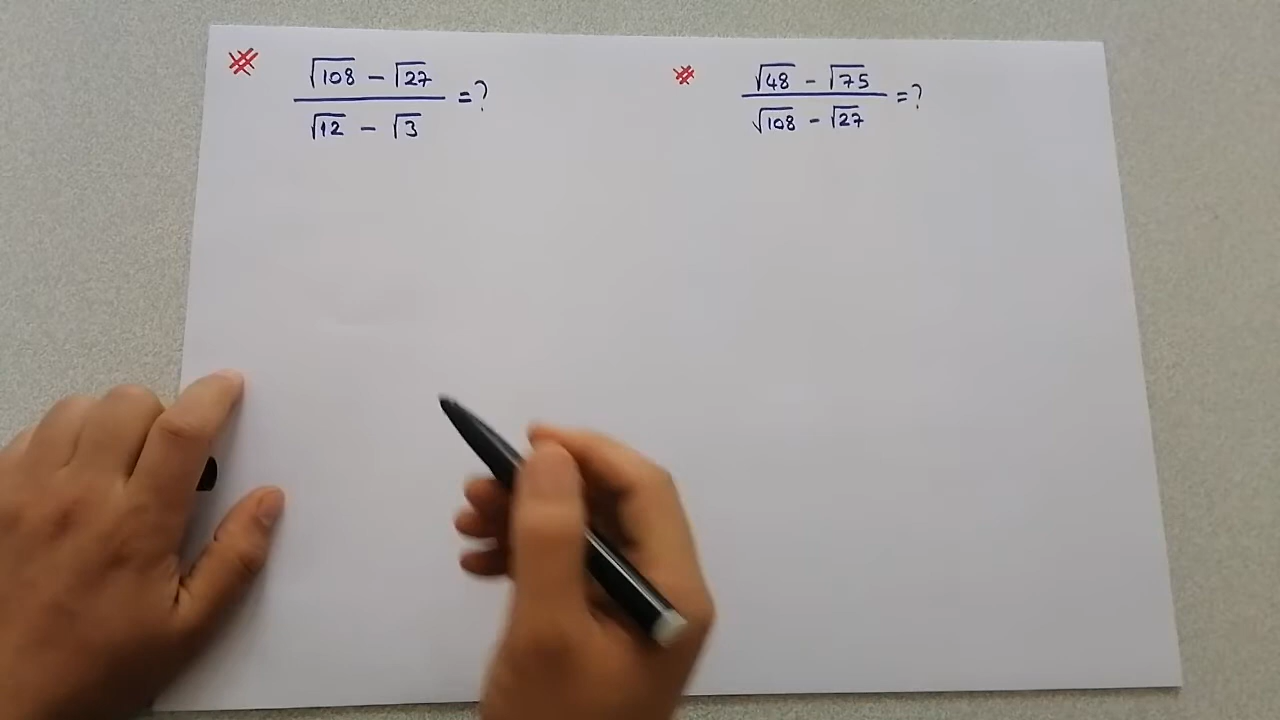 ※ √108 − √27 / √12 − √3 = ?
※ √48 − √75 / √108 − √27 = ?